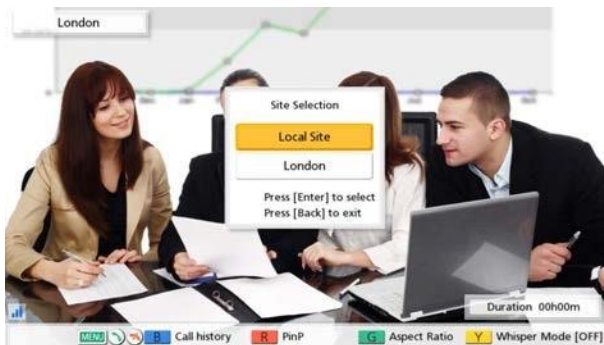 London
Site Selection
Local Site
London
Press [Enter] to select
Press [Back] to exit
Duration 00h00m
MENU B Call history R PinP G Aspect Ratio Y Whisper Mode [OFF]